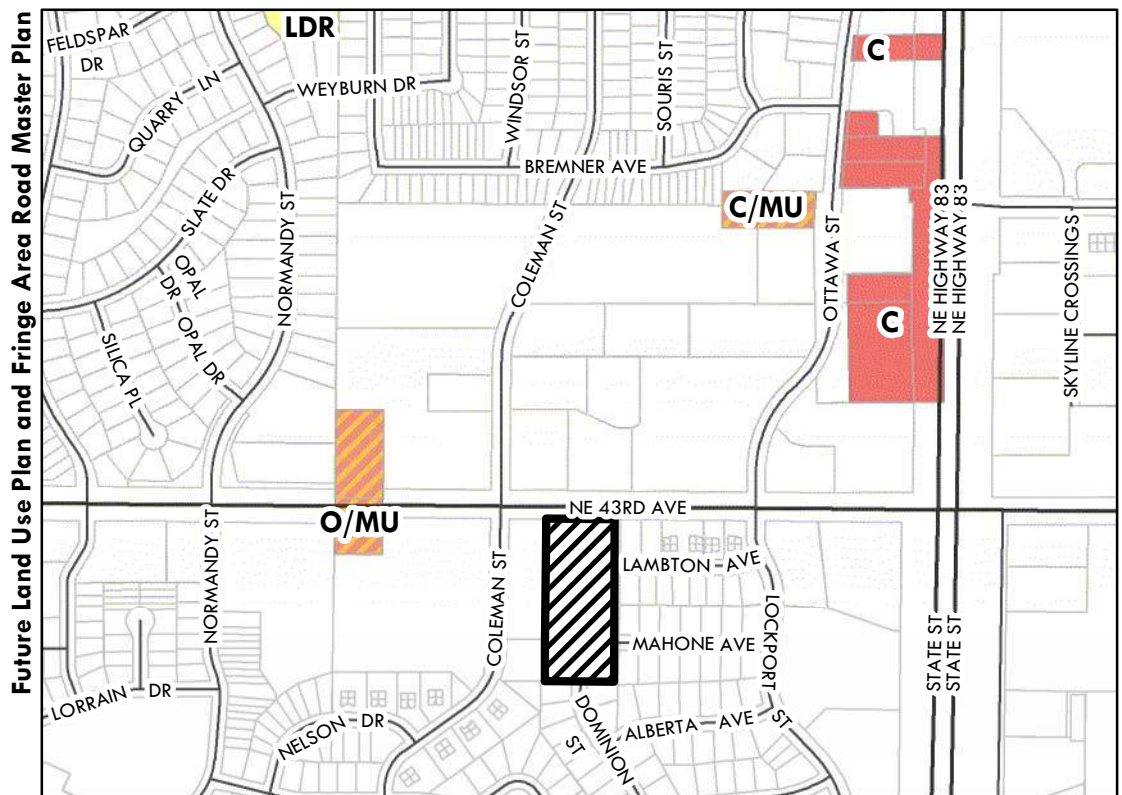 Future Land Use Plan and Fringe Area Road Master Plan
FELDSPAR
DR
LDR
QUARRY LN
WEYBURN DR
WINDSOR ST
SOURIS ST
C
BREMNER AVE
SLATE DR
NORMANDY ST
C/MU
COLEMAN ST
OTTAWA ST
NE HIGHWAY 83
NE HIGHWAY 83
SKYLINE CROSSINGS
OPAL
DR
OPAL DR
SILICA PL
C
O/MU
NE 43RD AVE
NORMANDY ST
COLEMAN ST
LAMBTON AVE
LOCKPORT ST
MAHONE AVE
STATE ST
STATE ST
LORRAIN DR
NELSON DR
DOMINION
ST
ALBERTA AVE